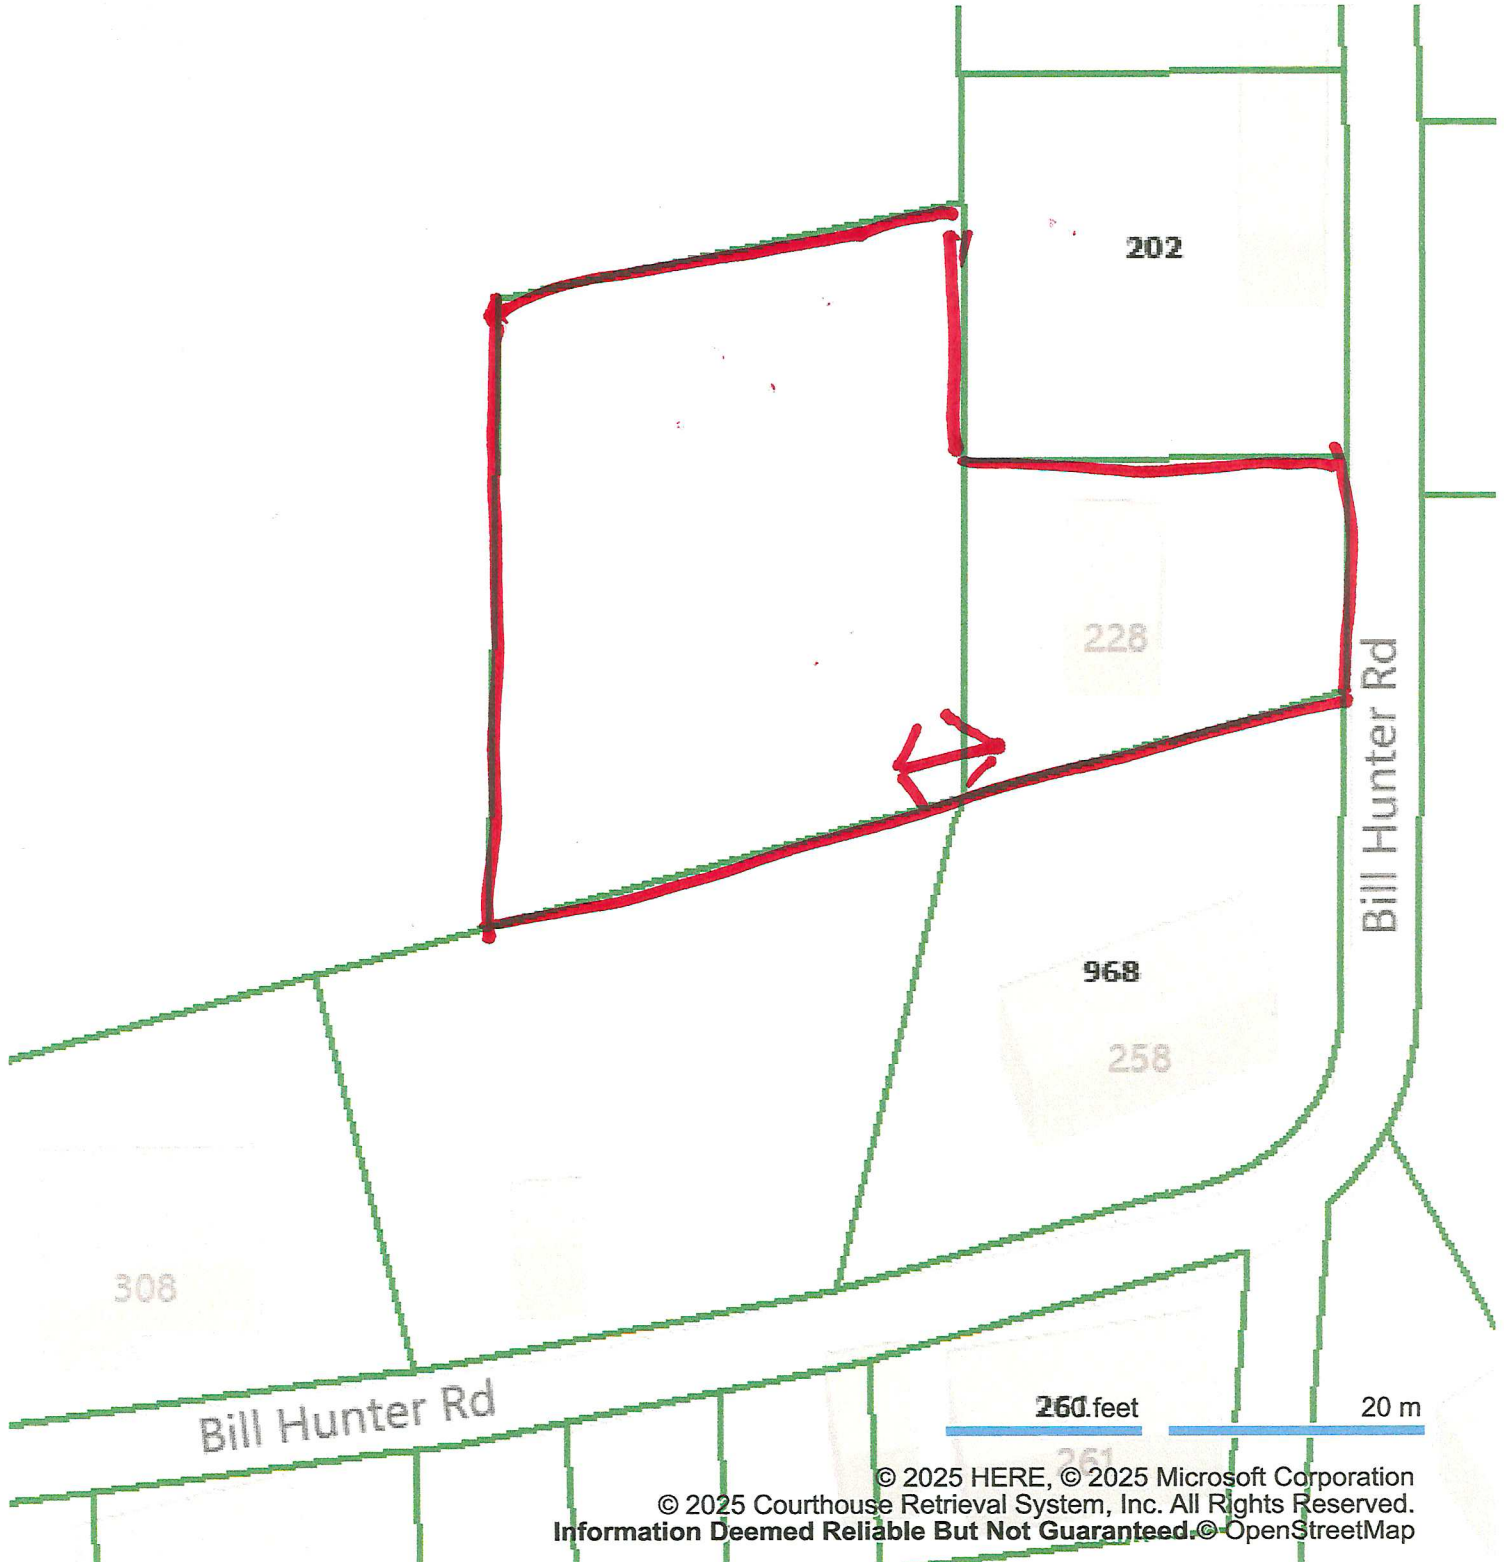 202
228
Bill Hunter Rd
968
258
308
Bill Hunter Rd
feet
20 m
261
© 2025 HERE, © 2025 Microsoft Corporation
© 2025 Courthouse Retrieval System, Inc. All Rights Reserved.
Information Deemed Reliable But Not Guaranteed.© OpenStreetMap